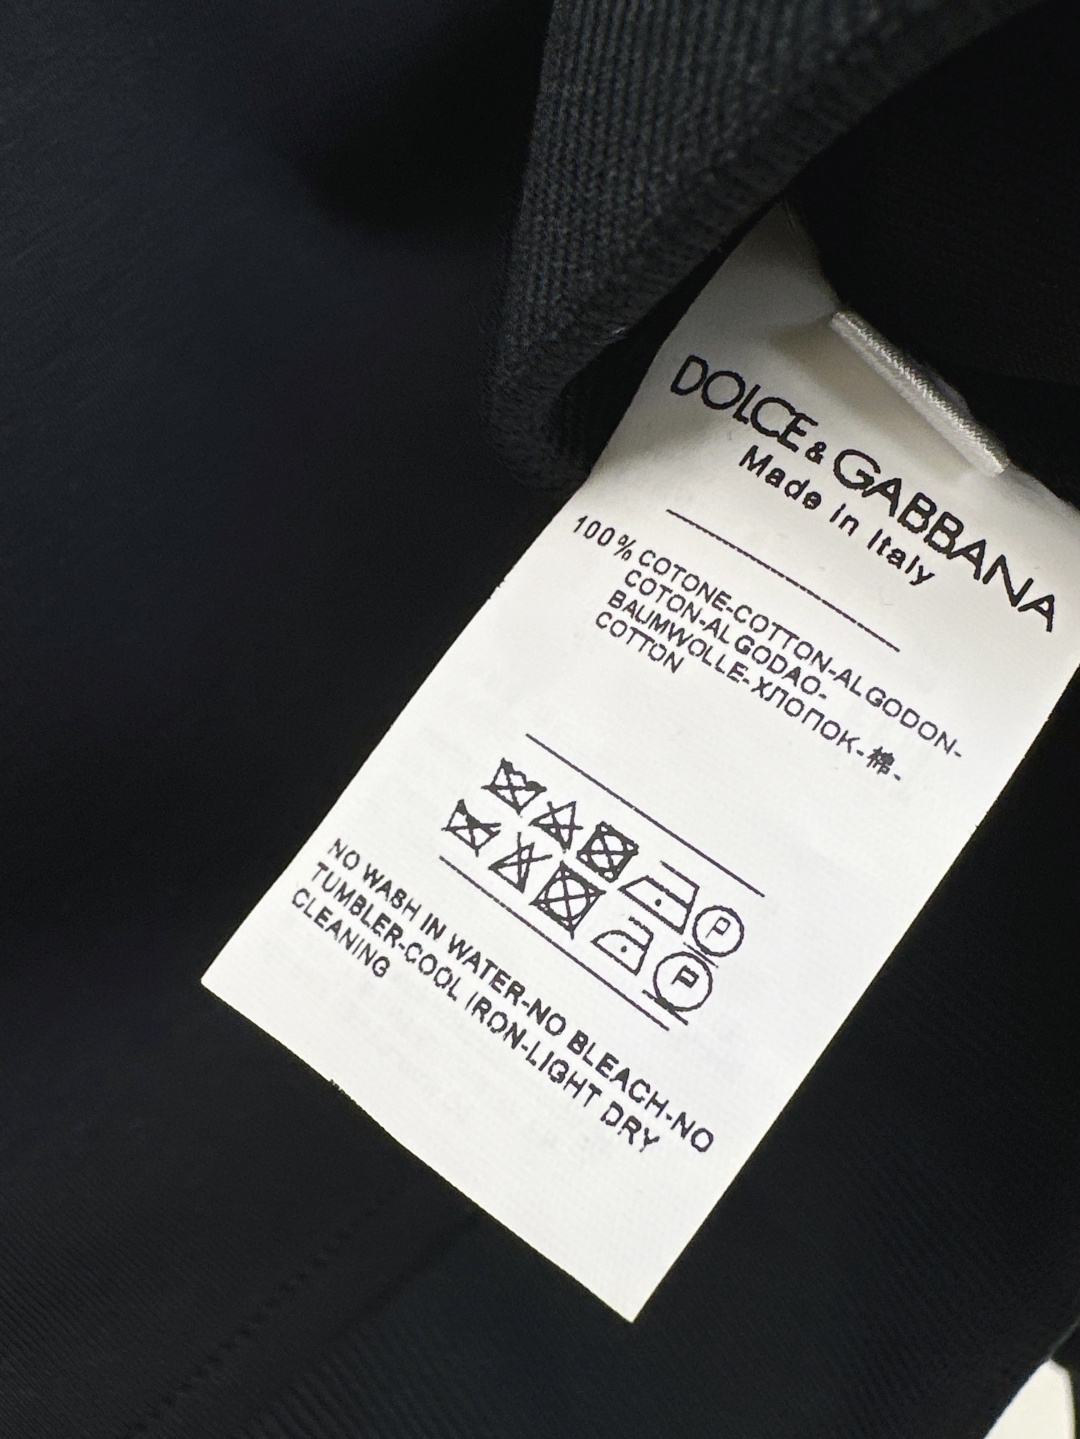 DOLCE & GABBANA
Made in Italy
100% COTONE-COTTON-ALGODON-
COTON-ALGODAO-
BAUMWOLLE-ХЛОПОК-棉-
COTTON
P
P
NO WASH IN WATER-NO BLEACH-NO
TUMBLER-COOL IRON-LIGHT DRY
CLEANING